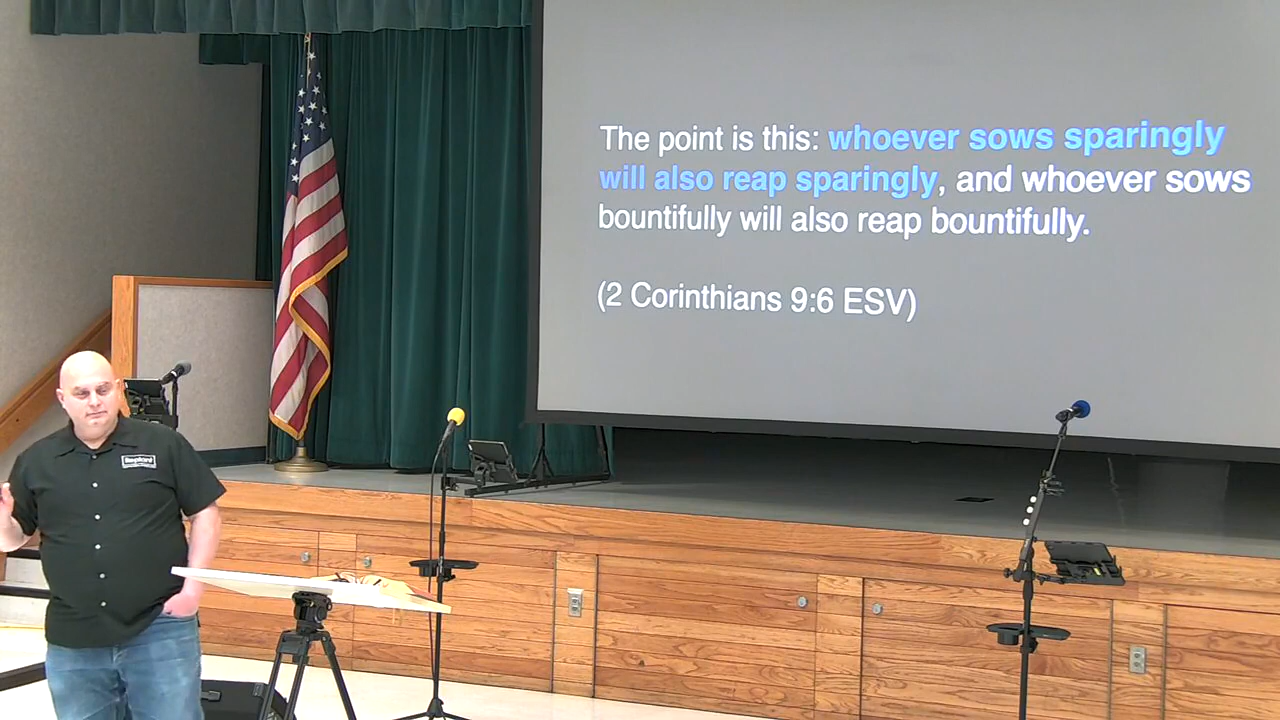 The point is this: whoever sows sparingly
will also reap sparingly, and whoever sows
bountifully will also reap bountifully.
(2 Corinthians 9:6 ESV)